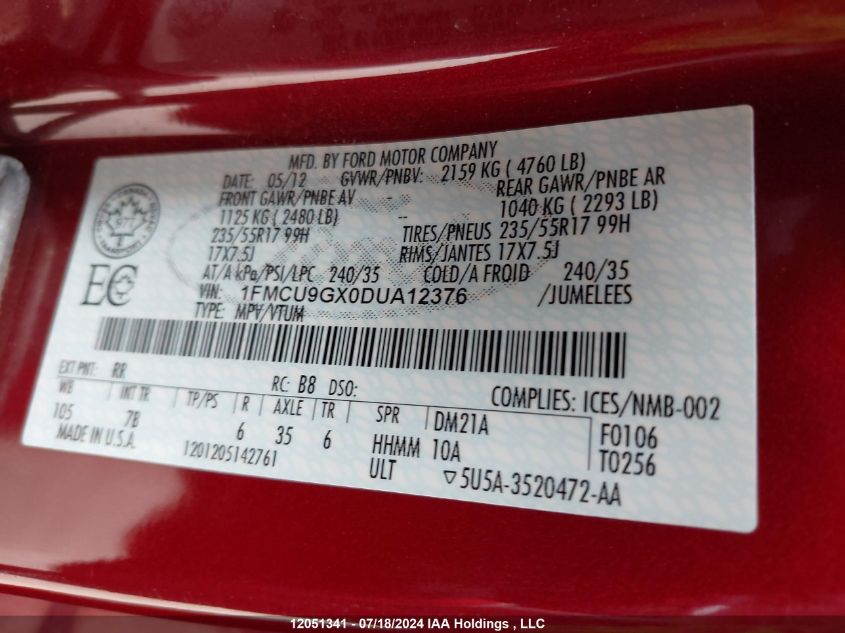 MFD. BY FORD MOTOR COMPANY
DATE: 05/12 GVWR/PNBV: 2159 KG ( 4760 LB)
FRONT GAWR/PNBE AV - REAR GAWR/PNBE AR
1125 KG ( 2480 LB) -- 1040 KG ( 2293 LB)
235/55R17 99H TIRES/PNEUS 235/55R17 99H
17X7.5J RIMS/JANTES 17X7.5J
AT/A kPa/PSI/LPC 240/35 COLD/A FROID 240/35
VIN: 1FMCU9GX0DUA12376 /JUMELEES
TYPE: MPV/VTUM
EC
EXT PNT: RR RC: B8 DSO: COMPLIES: ICES/NMB-002
WB INT TR TP/PS R AXLE TR SPR DM21A F0106
105 7B 6 35 6 HHMM 10A T0256
MADE IN U.S.A. 1201205142761 ULT ▽5U5A-3520472-AA
12051341 - 07/18/2024 IAA Holdings , LLC